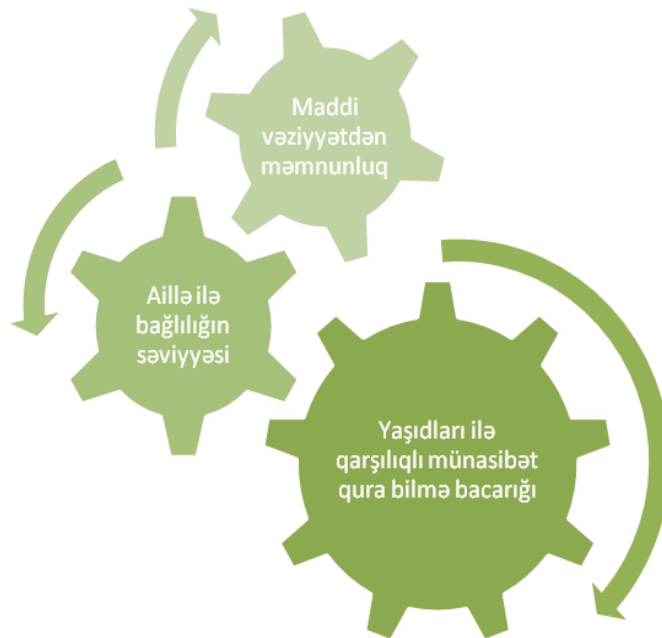 Maddi
vəziyyətdən
məmnunluq
Aillə ilə
bağlılığın
səviyyəsi
Yaşıdları ilə
qarşılıqlı münasibət
qura bilmə bacarığı